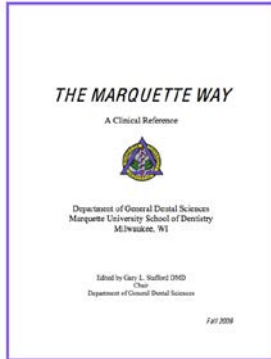 THE MARQUETTE WAY
A Clinical Reference
Department of General Dental Sciences
Marquette University School of Dentistry
Milwaukee, WI
Edited by Gary L. Stafford DMD
Chair
Department of General Dental Sciences
Fall 2009